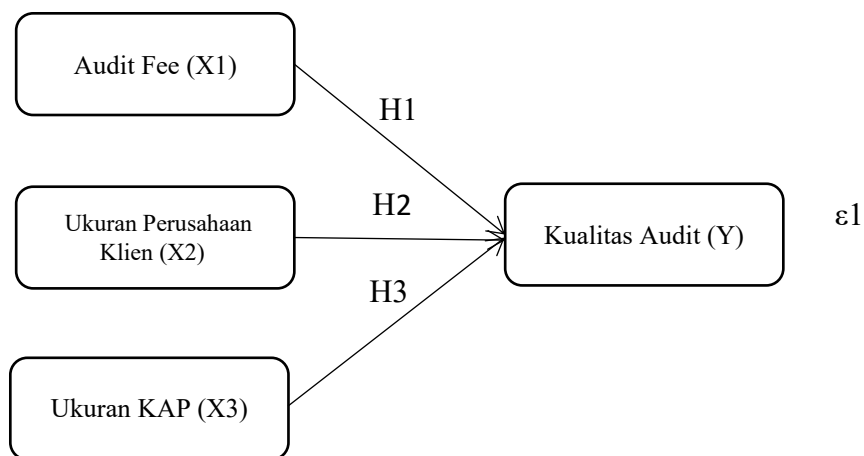 Audit Fee (X1)
H1
Ukuran Perusahaan
Klien (X2)
H2
Kualitas Audit (Y)
ε1
H3
Ukuran KAP (X3)